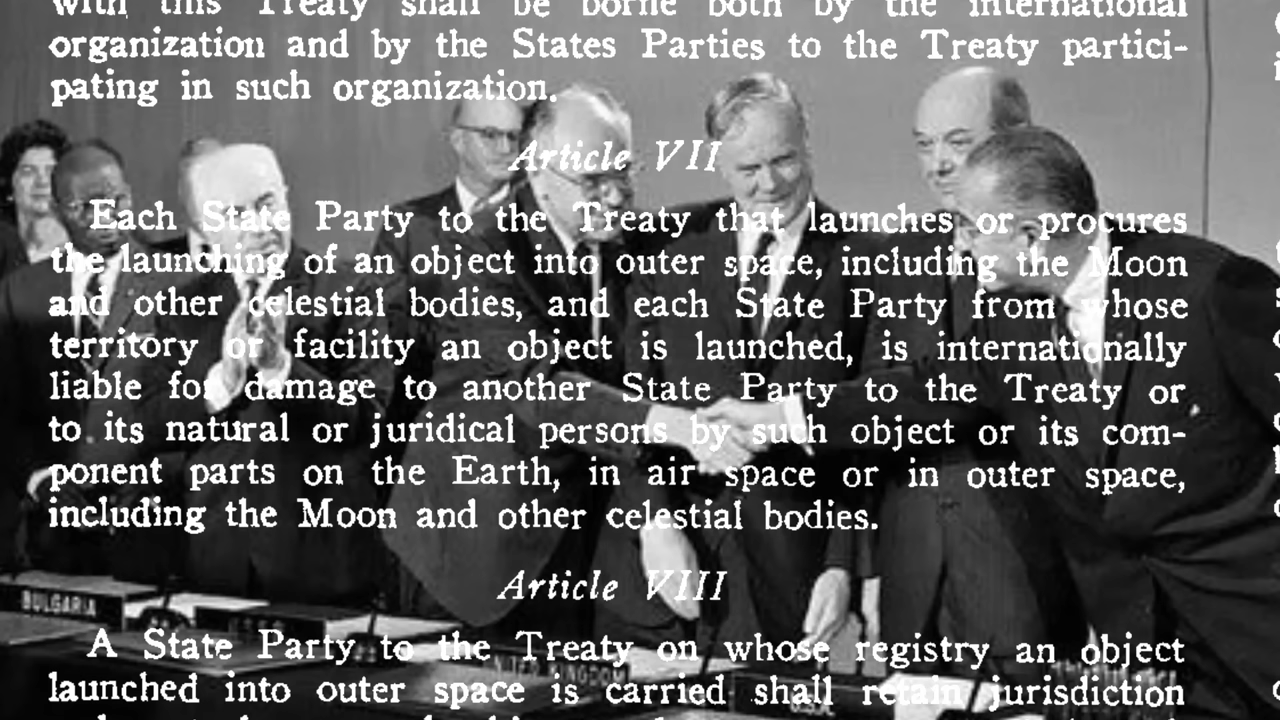 with this Treaty shall be borne both by the international
organization and by the States Parties to the Treaty partici-
pating in such organization.
Article VII
Each State Party to the Treaty that launches or procures
the launching of an object into outer space, including the Moon
and other celestial bodies, and each State Party from whose
territory or facility an object is launched, is internationally
liable for damage to another State Party to the Treaty or
to its natural or juridical persons by such object or its com-
ponent parts on the Earth, in air space or in outer space,
including the Moon and other celestial bodies.
Article VIII
BULGARIA
A State Party to the Treaty on whose registry an object
UNITED KINGDOM
launched into outer space is carried shall retain jurisdiction